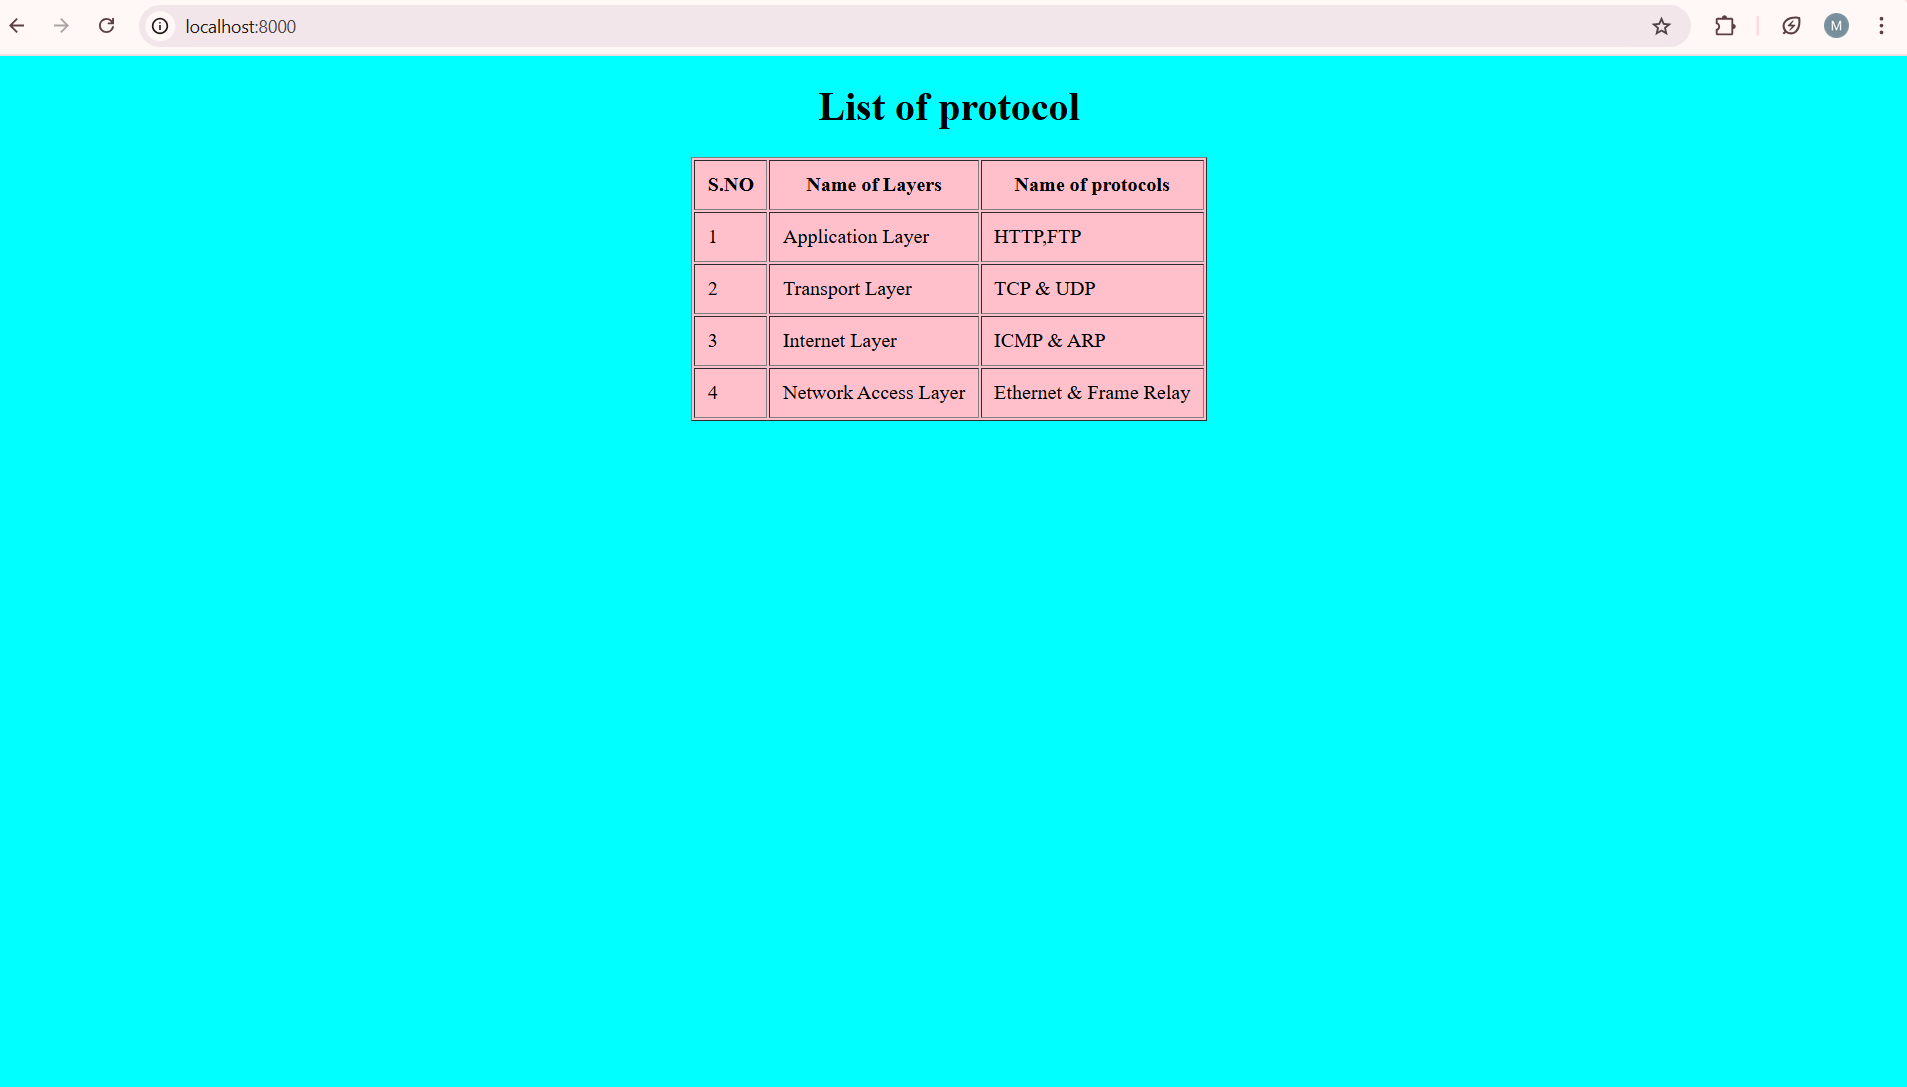 localhost:8000
M
List of protocol
S.NO Name of Layers Name of protocols
1 Application Layer HTTP,FTP
2 Transport Layer TCP & UDP
3 Internet Layer ICMP & ARP
4 Network Access Layer Ethernet & Frame Relay